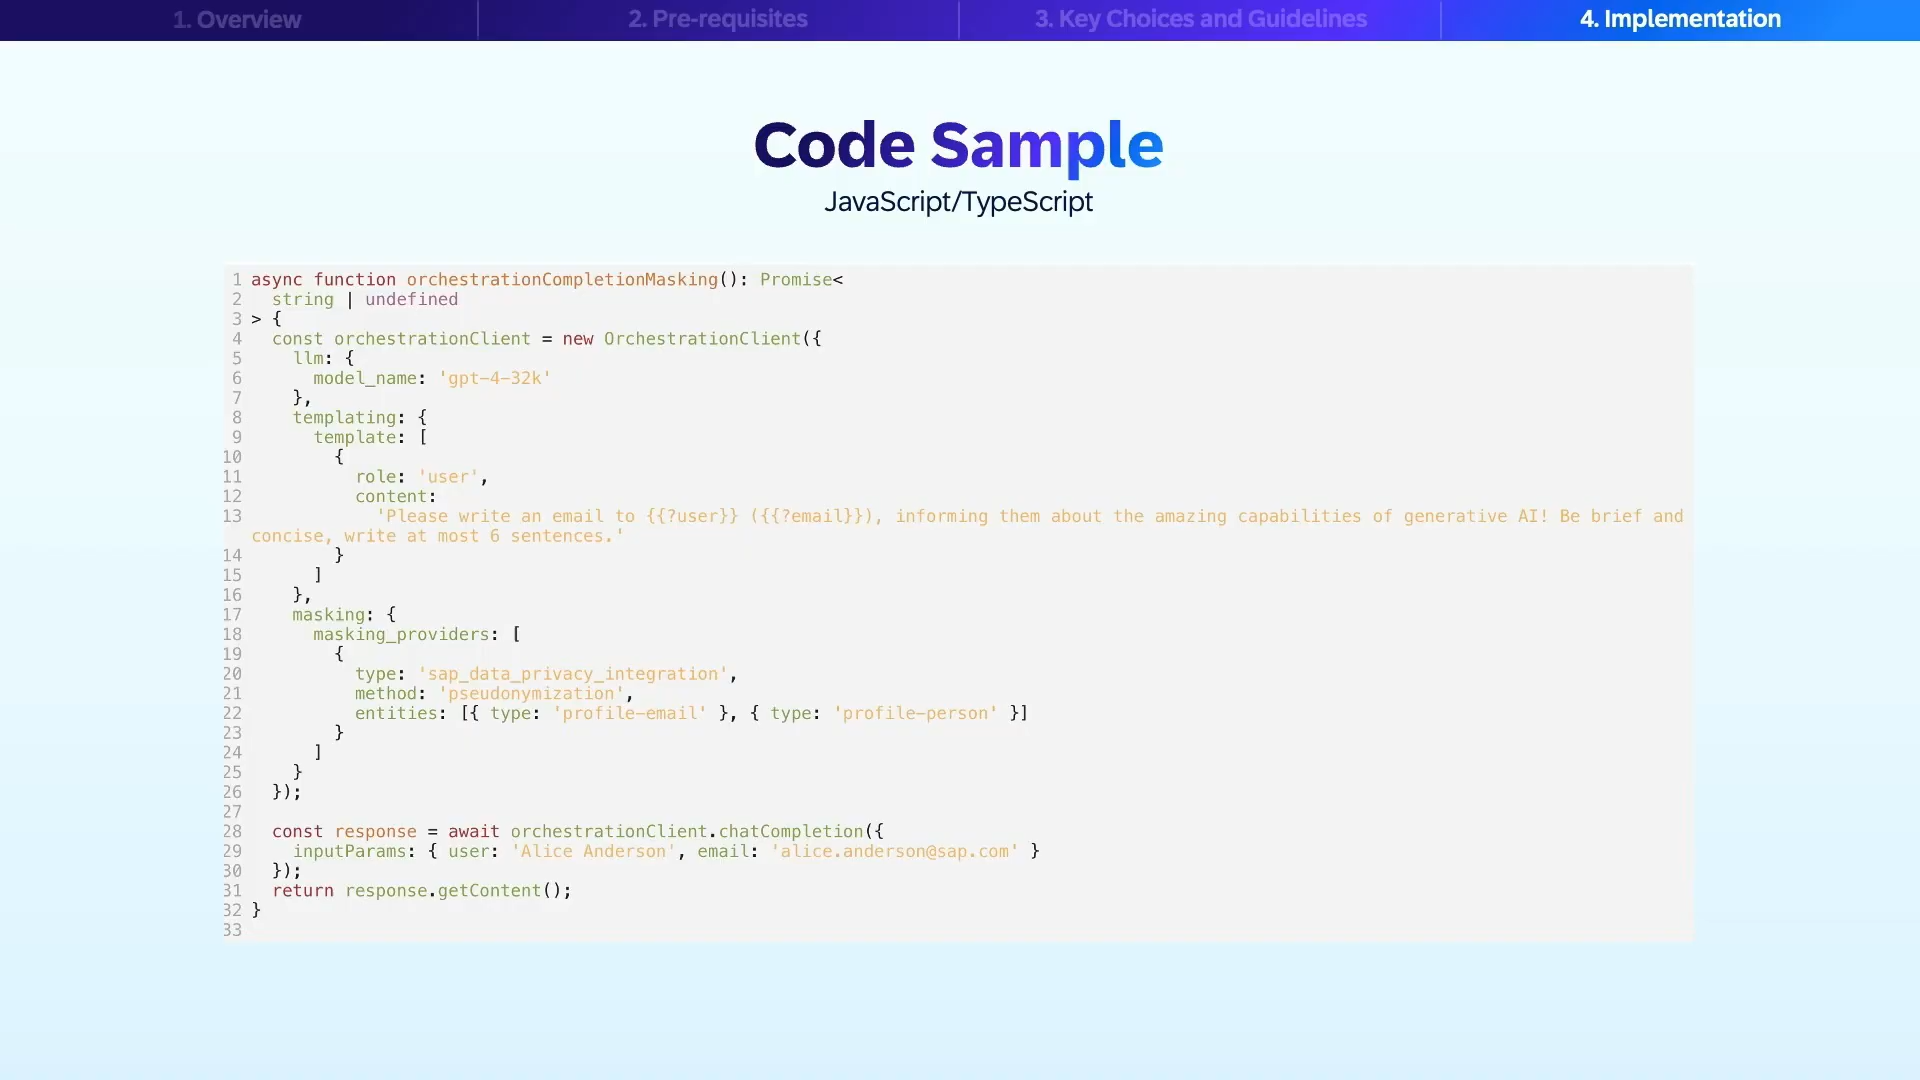 1. Overview
2. Pre-requisites
3. Key Choices and Guidelines
4. Implementation
Code Sample
JavaScript/TypeScript
1 async function orchestrationCompletionMasking(): Promise<
2   string | undefined
3 > {
4   const orchestrationClient = new OrchestrationClient({
5     llm: {
6       model_name: 'gpt-4-32k'
7     },
8     templating: {
9       template: [
10         {
11           role: 'user',
12           content:
13             'Please write an email to {{?user}} ({{?email}}), informing them about the amazing capabilities of generative AI! Be brief and
concise, write at most 6 sentences.'
14         }
15       ]
16     },
17     masking: {
18       masking_providers: [
19         {
20           type: 'sap_data_privacy_integration',
21           method: 'pseudonymization',
22           entities: [{ type: 'profile-email' }, { type: 'profile-person' }]
23         }
24       ]
25     }
26   });
27
28   const response = await orchestrationClient.chatCompletion({
29     inputParams: { user: 'Alice Anderson', email: 'alice.anderson@sap.com' }
30   });
31   return response.getContent();
32 }
33